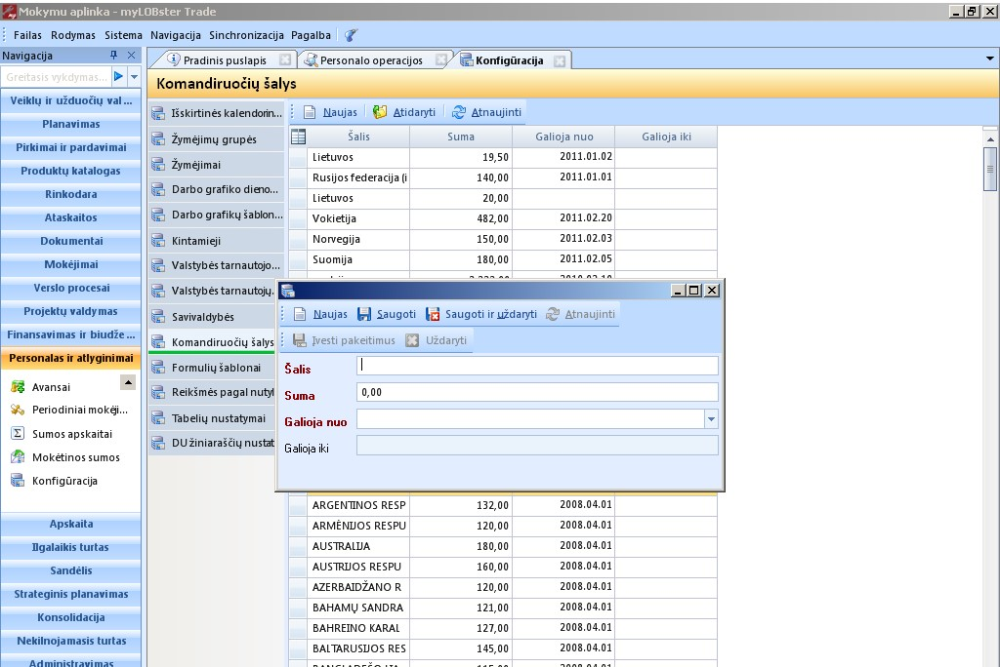 Mokymu aplinka - myLOBster Trade
Failas Rodymas Sistema Navigacija Sinchronizacija Pagalba
Navigacija
Greitasis vykdymas...
Veiklų ir užduočių val ...
Planavimas
Pirkimai ir pardavimai
Produktų katalogas
Rinkodara
Ataskaitos
Dokumentai
Mokėjimai
Verslo procesai
Projektų valdymas
Finansavimas ir biudže ...
Personalas ir atlyginimai
Avansai
Periodiniai mokėji...
Sumos apskaitai
Mokėtinos sumos
Konfigūracija
Apskaita
Ilgalaikis turtas
Sandėlis
Strateginis planavimas
Konsolidacija
Nekilnojamasis turtas
Administravimas
Pradinis puslapis Personalo operacijos Konfigūracija
Komandiruočių šalys
Išskirtinės kalendorin...
Žymėjimų grupės
Žymėjimai
Darbo grafiko dieno...
Darbo grafikų šablon...
Kintamieji
Valstybės tarnautojo...
Valstybės tarnautojų.
Savivaldybės
Komandiruočių šalys
Formulių šablonai
Reikšmės pagal nutyl
Tabelių nustatymai
DU žiniaraščių nustat
Naujas Atidaryti Atnaujinti
Šalis Suma Galioja nuo Galioja iki
Lietuvos 19,50 2011.01.02
Rusijos federacija (i 140,00 2011.01.01
Lietuvos 20,00
Vokietija 482,00 2011.02.20
Norvegija 150,00 2011.02.03
Suomija 180,00 2011.02.05
Naujas Saugoti Saugoti ir uždaryti Atnaujinti
Įvesti pakeitimus Uždaryti
Šalis
Suma 0,00
Galioja nuo
Galioja iki
ARGENTINOS RESP 132,00 2008.04.01
ARMĖNIJOS RESPU 120,00 2008.04.01
AUSTRALIJA 180,00 2008.04.01
AUSTRIJOS RESPU 160,00 2008.04.01
AZERBAIDŽANO R 120,00 2008.04.01
BAHAMŲ SANDRA 121,00 2008.04.01
BAHREINO KARAL 127,00 2008.04.01
BALTARUSIJOS RES 145,00 2008.04.01